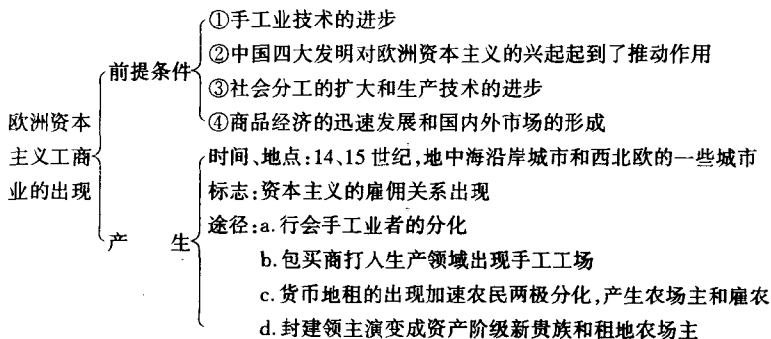 ①手工业技术的进步
②中国四大发明对欧洲资本主义的兴起起到了推动作用
前提条件
③社会分工的扩大和生产技术的进步
④商品经济的迅速发展和国内外市场的形成
欧洲资本
主义工商
业的出现
时间、地点:14、15世纪,地中海沿岸城市和西北欧的一些城市
标志:资本主义的雇佣关系出现
途径:a.行会手工业者的分化
产 生
b.包买商打人生产领域出现手工工场
c.货币地租的出现加速农民两极分化,产生农场主和雇农
d.封建领主演变成资产阶级新贵族和租地农场主